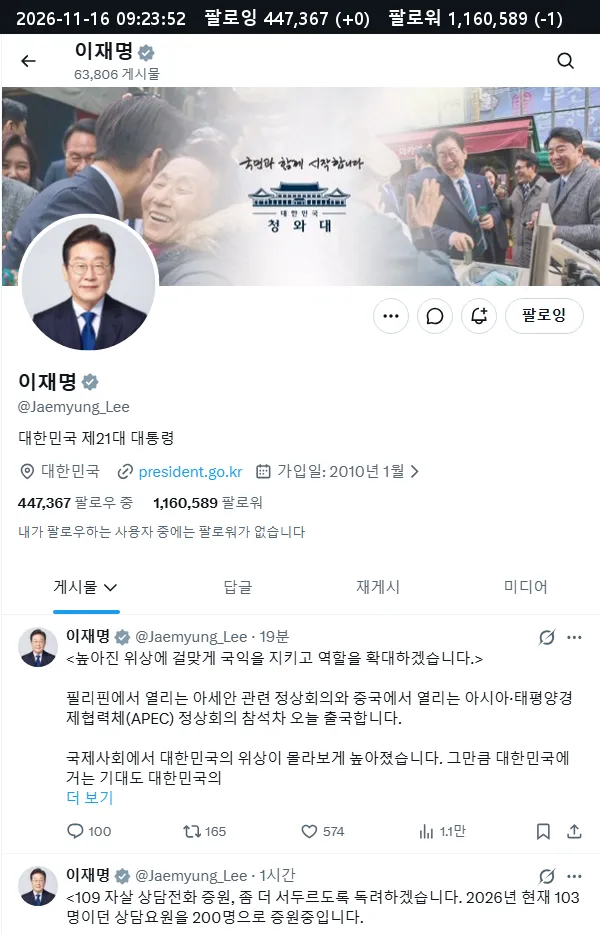 2026-11-16 09:23:52 팔로잉 447,367 (+0) 팔로워 1,160,589 (-1)
이재명
63,806 게시물
국민과 함께 시작합니다
대한민국
청와대
팔로잉
이재명
@Jaemyung_Lee
대한민국 제21대 대통령
대한민국 president.go.kr 가입일: 2010년 1월
447,367 팔로우 중 1,160,589 팔로워
내가 팔로우하는 사용자 중에는 팔로워가 없습니다
게시물 답글 재게시 미디어
이재명 @Jaemyung_Lee · 19분
<높아진 위상에 걸맞게 국익을 지키고 역할을 확대하겠습니다.>
필리핀에서 열리는 아세안 관련 정상회의와 중국에서 열리는 아시아·태평양경
제협력체(APEC) 정상회의 참석차 오늘 출국합니다.
국제사회에서 대한민국의 위상이 몰라보게 높아졌습니다. 그만큼 대한민국에
거는 기대도 대한민국의
더 보기
100 165 574 1.1만
이재명 @Jaemyung_Lee · 1시간
<109 자살 상담전화 증원, 좀 더 서두르도록 독려하겠습니다. 2026년 현재 103
명이던 상담요원을 200명으로 증원중입니다.